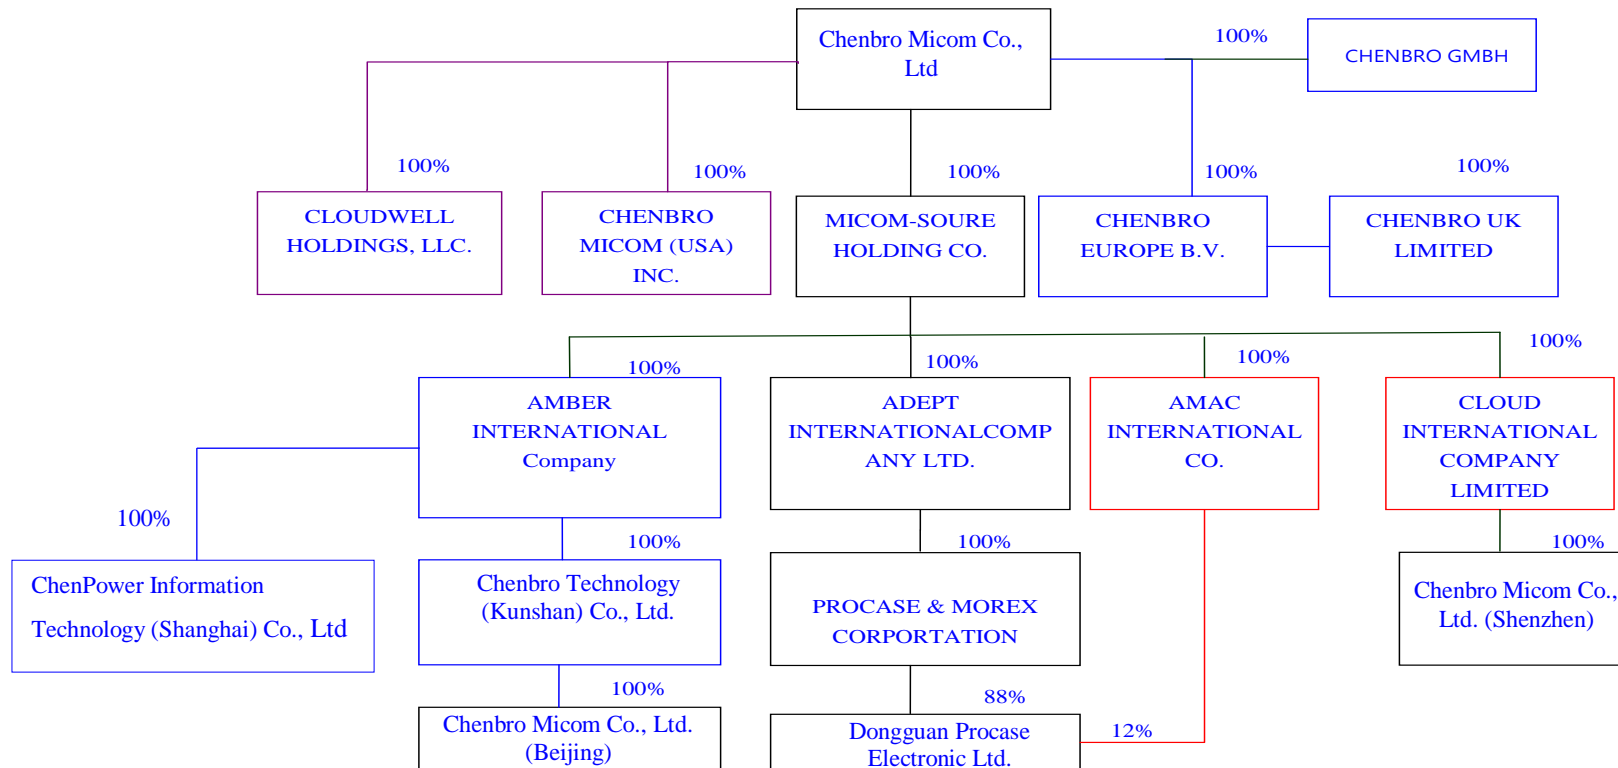 Chenbro Micom Co.,
Ltd
100%
CHENBRO GMBH
100%
100%
100%
100%
100%
CLOUDWELL
HOLDINGS, LLC.
CHENBRO
MICOM (USA)
INC.
MICOM-SOURE
HOLDING CO.
CHENBRO
EUROPE B.V.
CHENBRO UK
LIMITED
100%
100%
100%
100%
AMBER
INTERNATIONAL
Company
ADEPT
INTERNATIONALCOMP
ANY LTD.
AMAC
INTERNATIONAL
CO.
CLOUD
INTERNATIONAL
COMPANY
LIMITED
100%
100%
100%
100%
ChenPower Information
Technology (Shanghai) Co., Ltd
Chenbro Technology
(Kunshan) Co., Ltd.
PROCASE & MOREX
CORPORTATION
Chenbro Micom Co.,
Ltd. (Shenzhen)
100%
88%
12%
Chenbro Micom Co., Ltd.
(Beijing)
Dongguan Procase
Electronic Ltd.